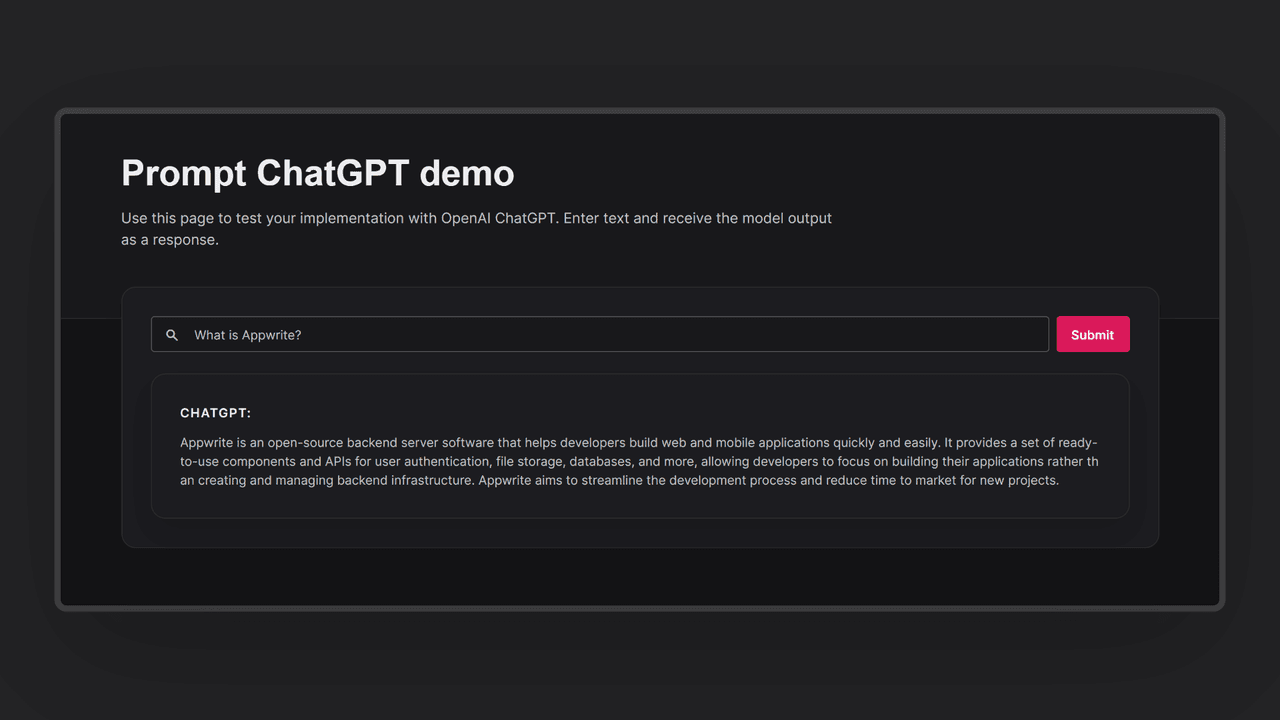 Prompt ChatGPT demo
Use this page to test your implementation with OpenAI ChatGPT. Enter text and receive the model output
as a response.
What is Appwrite?
Submit
CHATGPT:
Appwrite is an open-source backend server software that helps developers build web and mobile applications quickly and easily. It provides a set of ready-
to-use components and APIs for user authentication, file storage, databases, and more, allowing developers to focus on building their applications rather th
an creating and managing backend infrastructure. Appwrite aims to streamline the development process and reduce time to market for new projects.